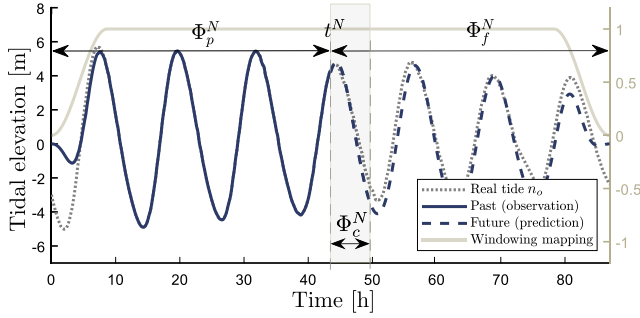 8
6
4
2
0
-2
-4
-6
Tidal elevation [m]
Φ_p^N
t^N
Φ_f^N
Φ_c^N
1
0.5
0
-0.5
-1
Real tide n_o
Past (observation)
Future (prediction)
Windowing mapping
0 10 20 30 40 50 60 70 80
Time [h]